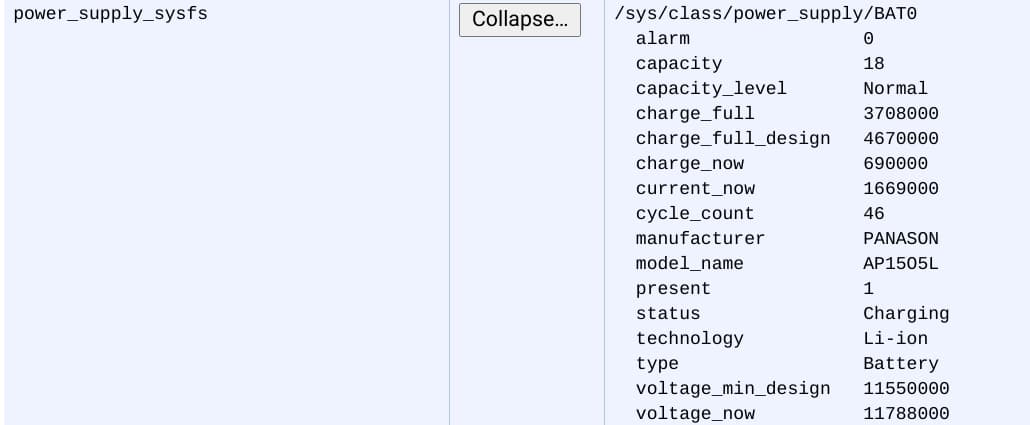 power_supply_sysfs
Collapse...
/sys/class/power_supply/BAT0
alarm 0
capacity 18
capacity_level Normal
charge_full 3708000
charge_full_design 4670000
charge_now 690000
current_now 1669000
cycle_count 46
manufacturer PANASON
model_name AP15O5L
present 1
status Charging
technology Li-ion
type Battery
voltage_min_design 11550000
voltage_now 11788000